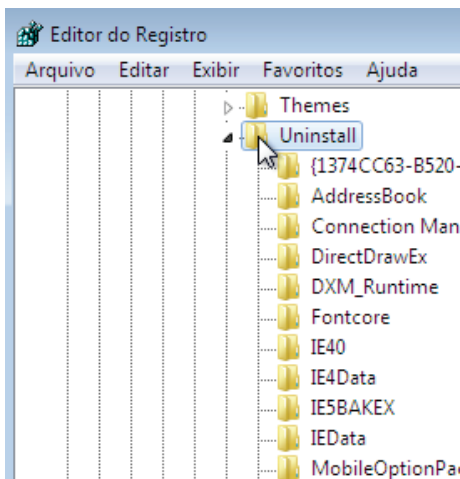 Editor do Registro
Arquivo Editar Exibir Favoritos Ajuda
Themes
Uninstall
{1374CC63-B520-
AddressBook
Connection Man
DirectDrawEx
DXM_Runtime
Fontcore
IE40
IE4Data
IE5BAKEX
IEData
MobileOptionPa